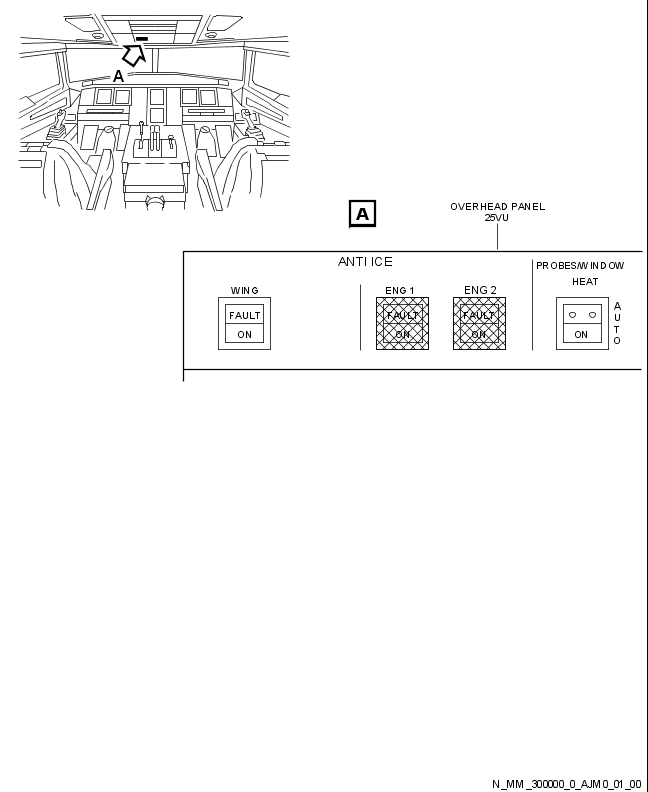 A
A
OVERHEAD PANEL
25VU
ANTI ICE
PROBES/WINDOW
HEAT
WING
ENG 1
ENG 2
FAULT
ON
FAULT
ON
FAULT
ON
ON
AUTO
N_MM_300000_0_AJM0_01_00